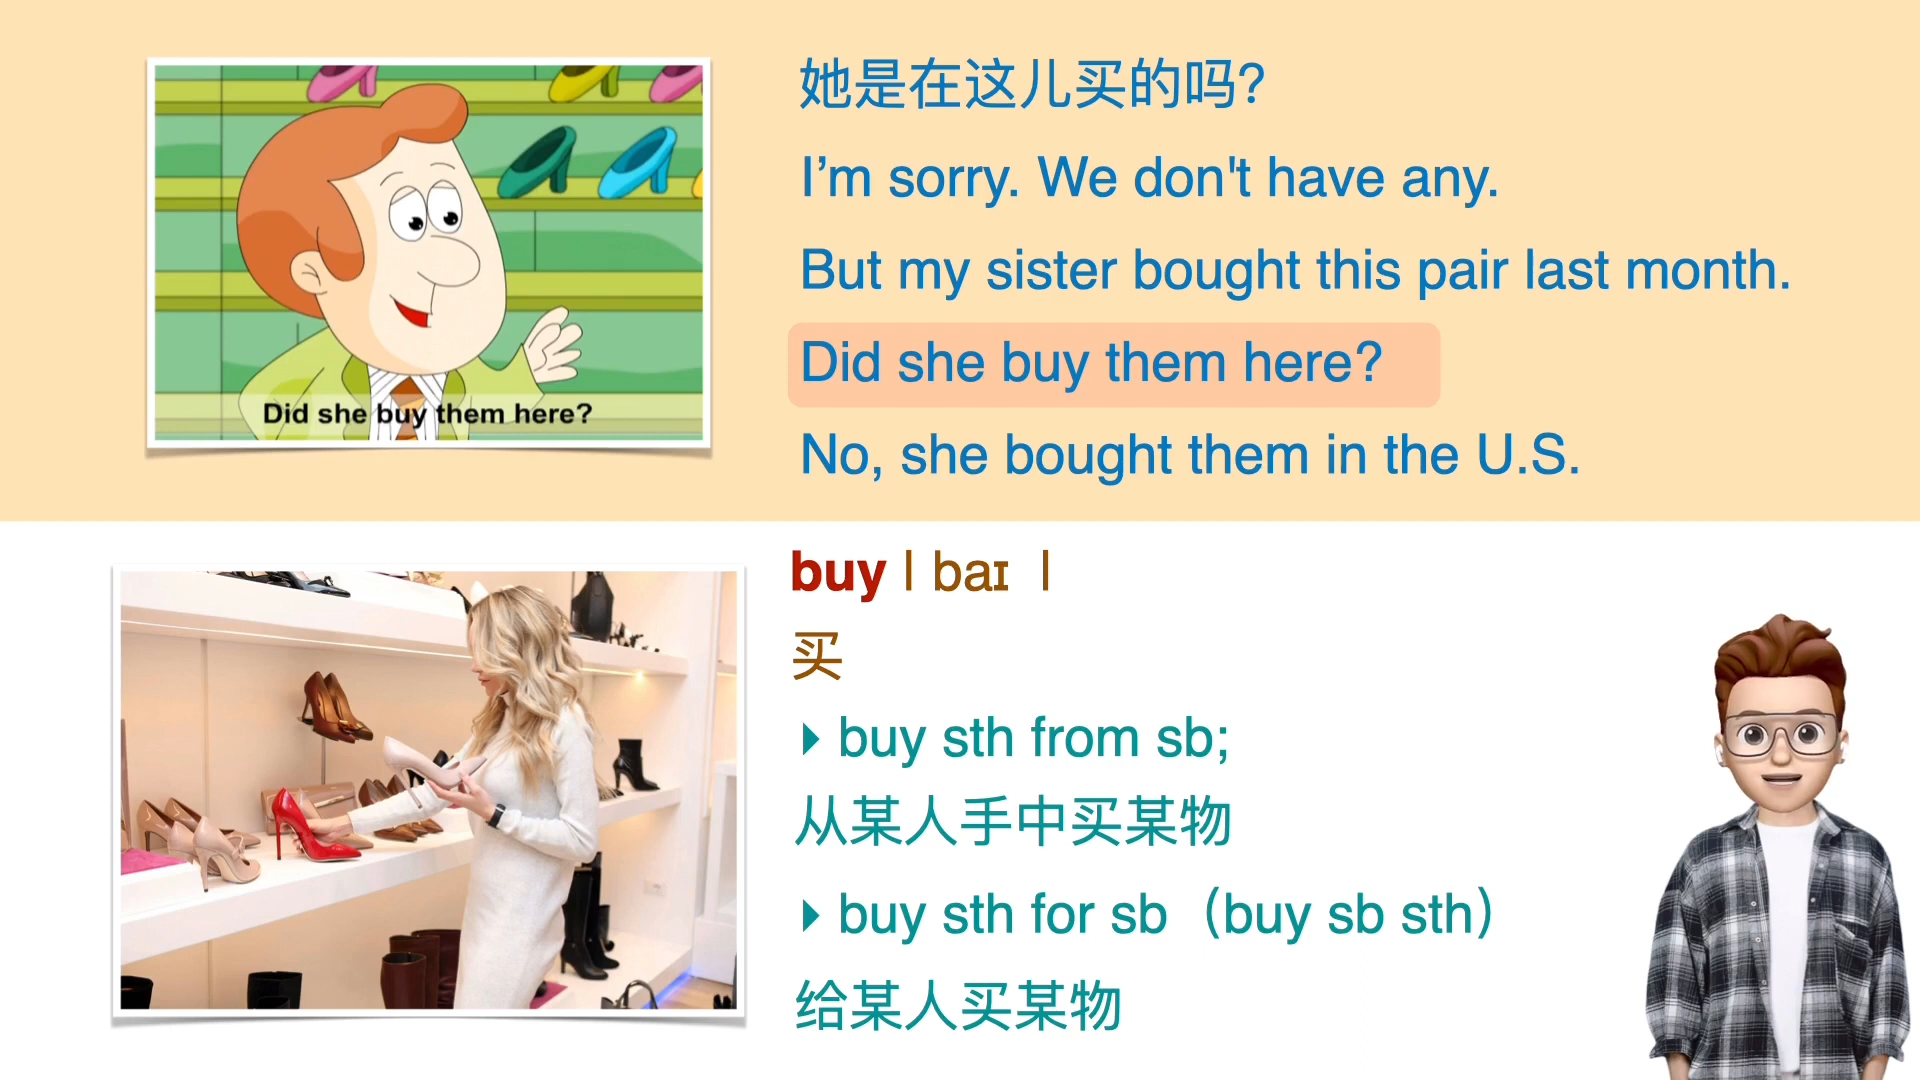 Did she buy them here?
她是在这儿买的吗?
I’m sorry. We don't have any.
But my sister bought this pair last month.
Did she buy them here?
No, she bought them in the U.S.
buy | baɪ |
买
▸ buy sth from sb;
从某人手中买某物
▸ buy sth for sb（buy sb sth）
给某人买某物